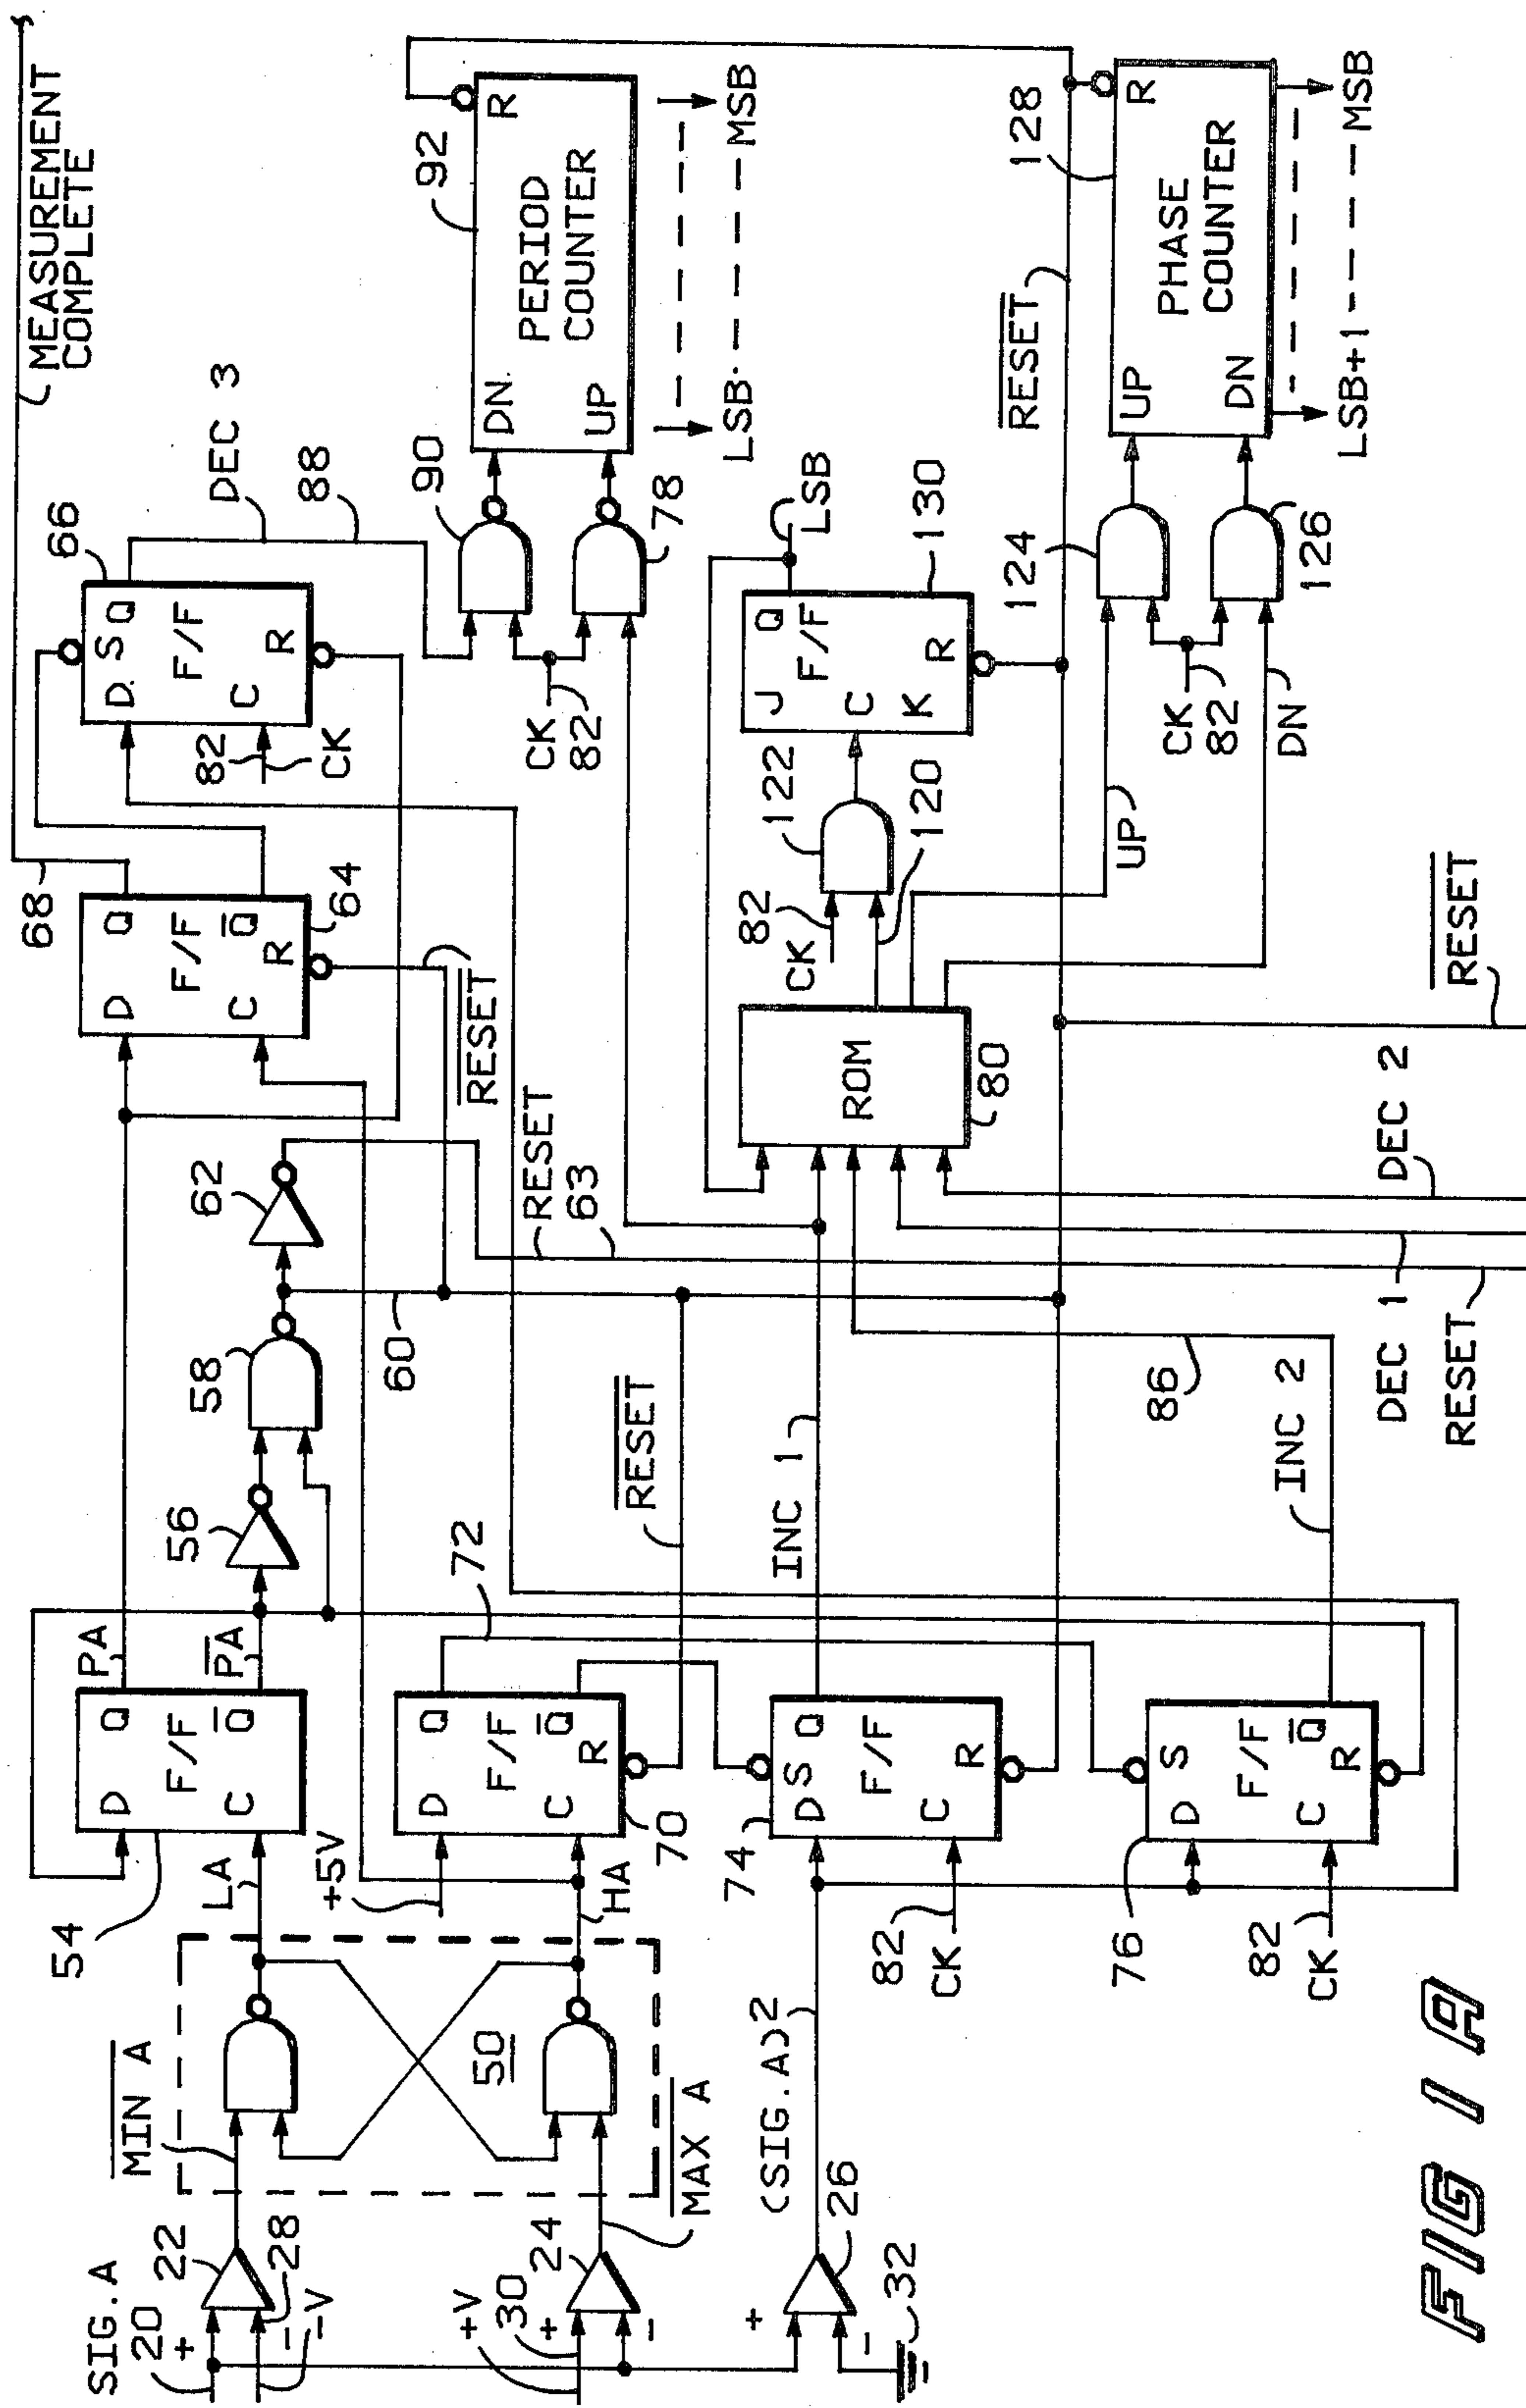 SIG.A
20
+
22
-
28
-V
MIN A
+V
30
+
24
-
MAX A
50
(SIG.A)2
+
26
-
32
LA
54
D
Q
F/F
C
Q
PA
PA
56
58
62
60
RESET
63
68
D
Q
F/F
C
Q
R
64
RESET
66
D
S
Q
F/F
C
R
82
CK
MEASUREMENT
COMPLETE
DEC 3
88
90
78
CK
82
92
DN
UP
PERIOD
COUNTER
R
LSB
MSB
+5V
HA
D
Q
F/F
C
Q
R
70
72
RESET
74
D
S
Q
F/F
C
R
82
CK
INC 1
76
D
S
F/F
C
Q
R
82
CK
INC 2
86
ROM
80
82
CK
122
120
J
Q
F/F
C
K
R
130
LSB
RESET
UP
DN
124
126
CK
82
128
UP
DN
PHASE
COUNTER
R
LSB+1
MSB
DEC 1
DEC 2
RESET
RESET
FIG 1A